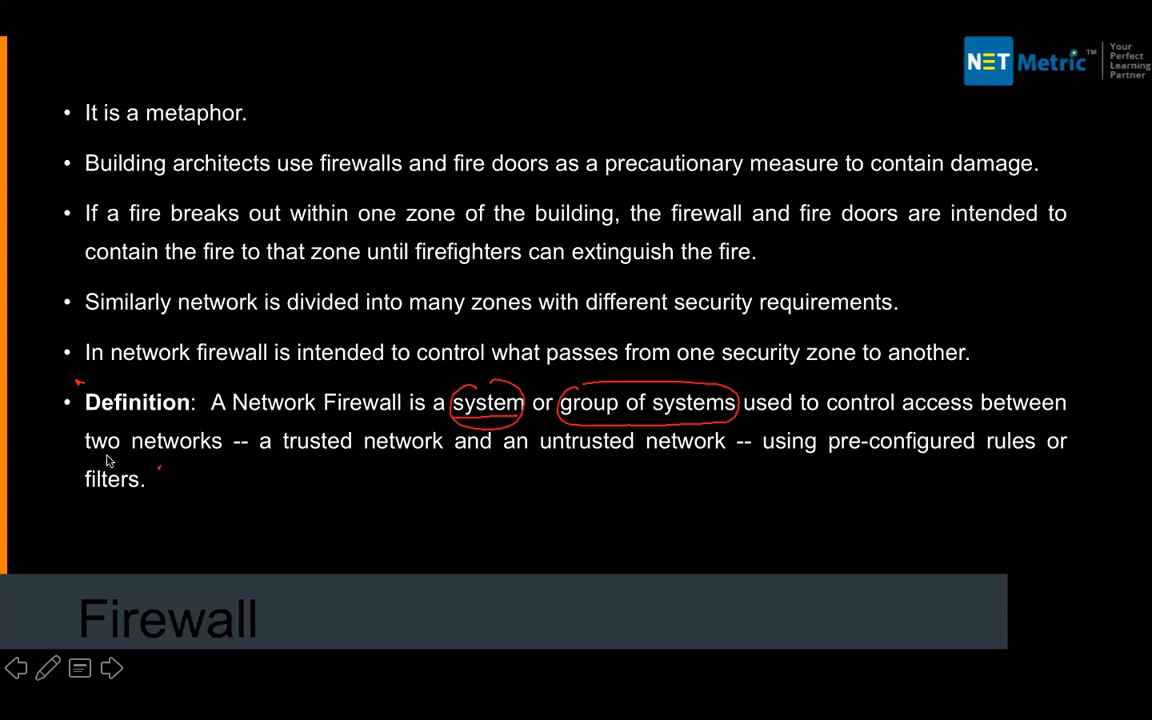 NET Metric™
Your
Perfect
Learning
Partner
• It is a metaphor.
• Building architects use firewalls and fire doors as a precautionary measure to contain damage.
• If a fire breaks out within one zone of the building, the firewall and fire doors are intended to
contain the fire to that zone until firefighters can extinguish the fire.
• Similarly network is divided into many zones with different security requirements.
• In network firewall is intended to control what passes from one security zone to another.
• Definition: A Network Firewall is a system or group of systems used to control access between
two networks -- a trusted network and an untrusted network -- using pre-configured rules or
filters.
Firewall